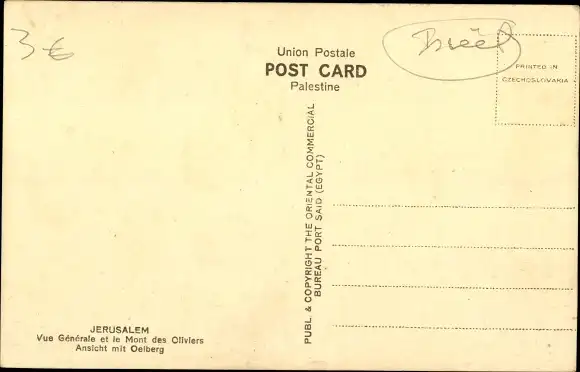 3 €
Union Postale
POST CARD
Palestine
PRINTED IN
CZECHOSLOVAKIA
PUBL. & COPYRIGHT THE ORIENTAL COMMERCIAL
BUREAU PORT SAID (EGYPT)
JERUSALEM
Vue Générale et le Mont des Oliviers
Ansicht mit Oelberg